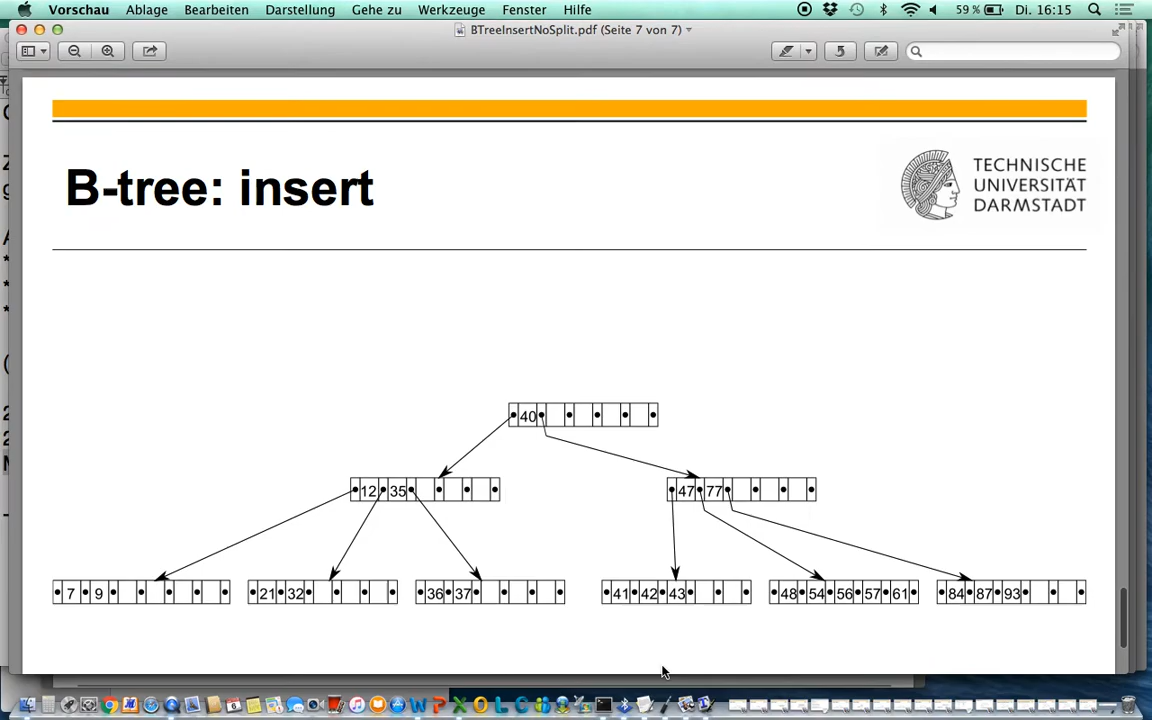 Vorschau Ablage Bearbeiten Darstellung Gehe zu Werkzeuge Fenster Hilfe 59 % Di. 16:15
BTreeInsertNoSplit.pdf (Seite 7 von 7)
B-tree: insert
TECHNISCHE
UNIVERSITÄT
DARMSTADT
40
12 35 47 77
7 9 21 32 36 37 41 42 43 48 54 56 57 61 84 87 93